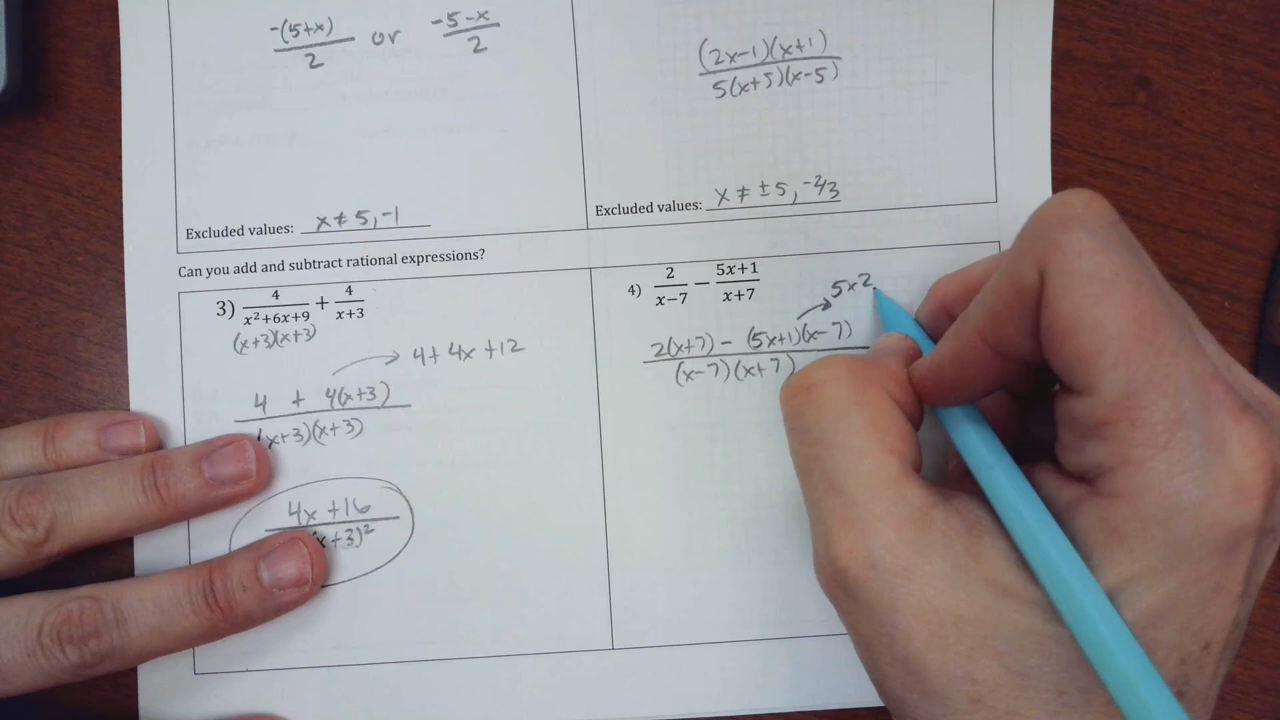 -(5+x)/2 or -5-x/2
Excluded values: x ≠ 5, -1
(2x-1)(x+1)
5(x+5)(x-5)
Excluded values: x ≠ ±5, -2/3
Can you add and subtract rational expressions?
3) 4/x²+6x+9 + 4/x+3
(x+3)(x+3)
4+4x+12
4 + 4(x+3)
(x+3)(x+3)
4x+16
x+3)²
4) 2/x-7 − 5x+1/x+7
5x²
2(x+7) - (5x+1)(x-7)
(x-7)(x+7)